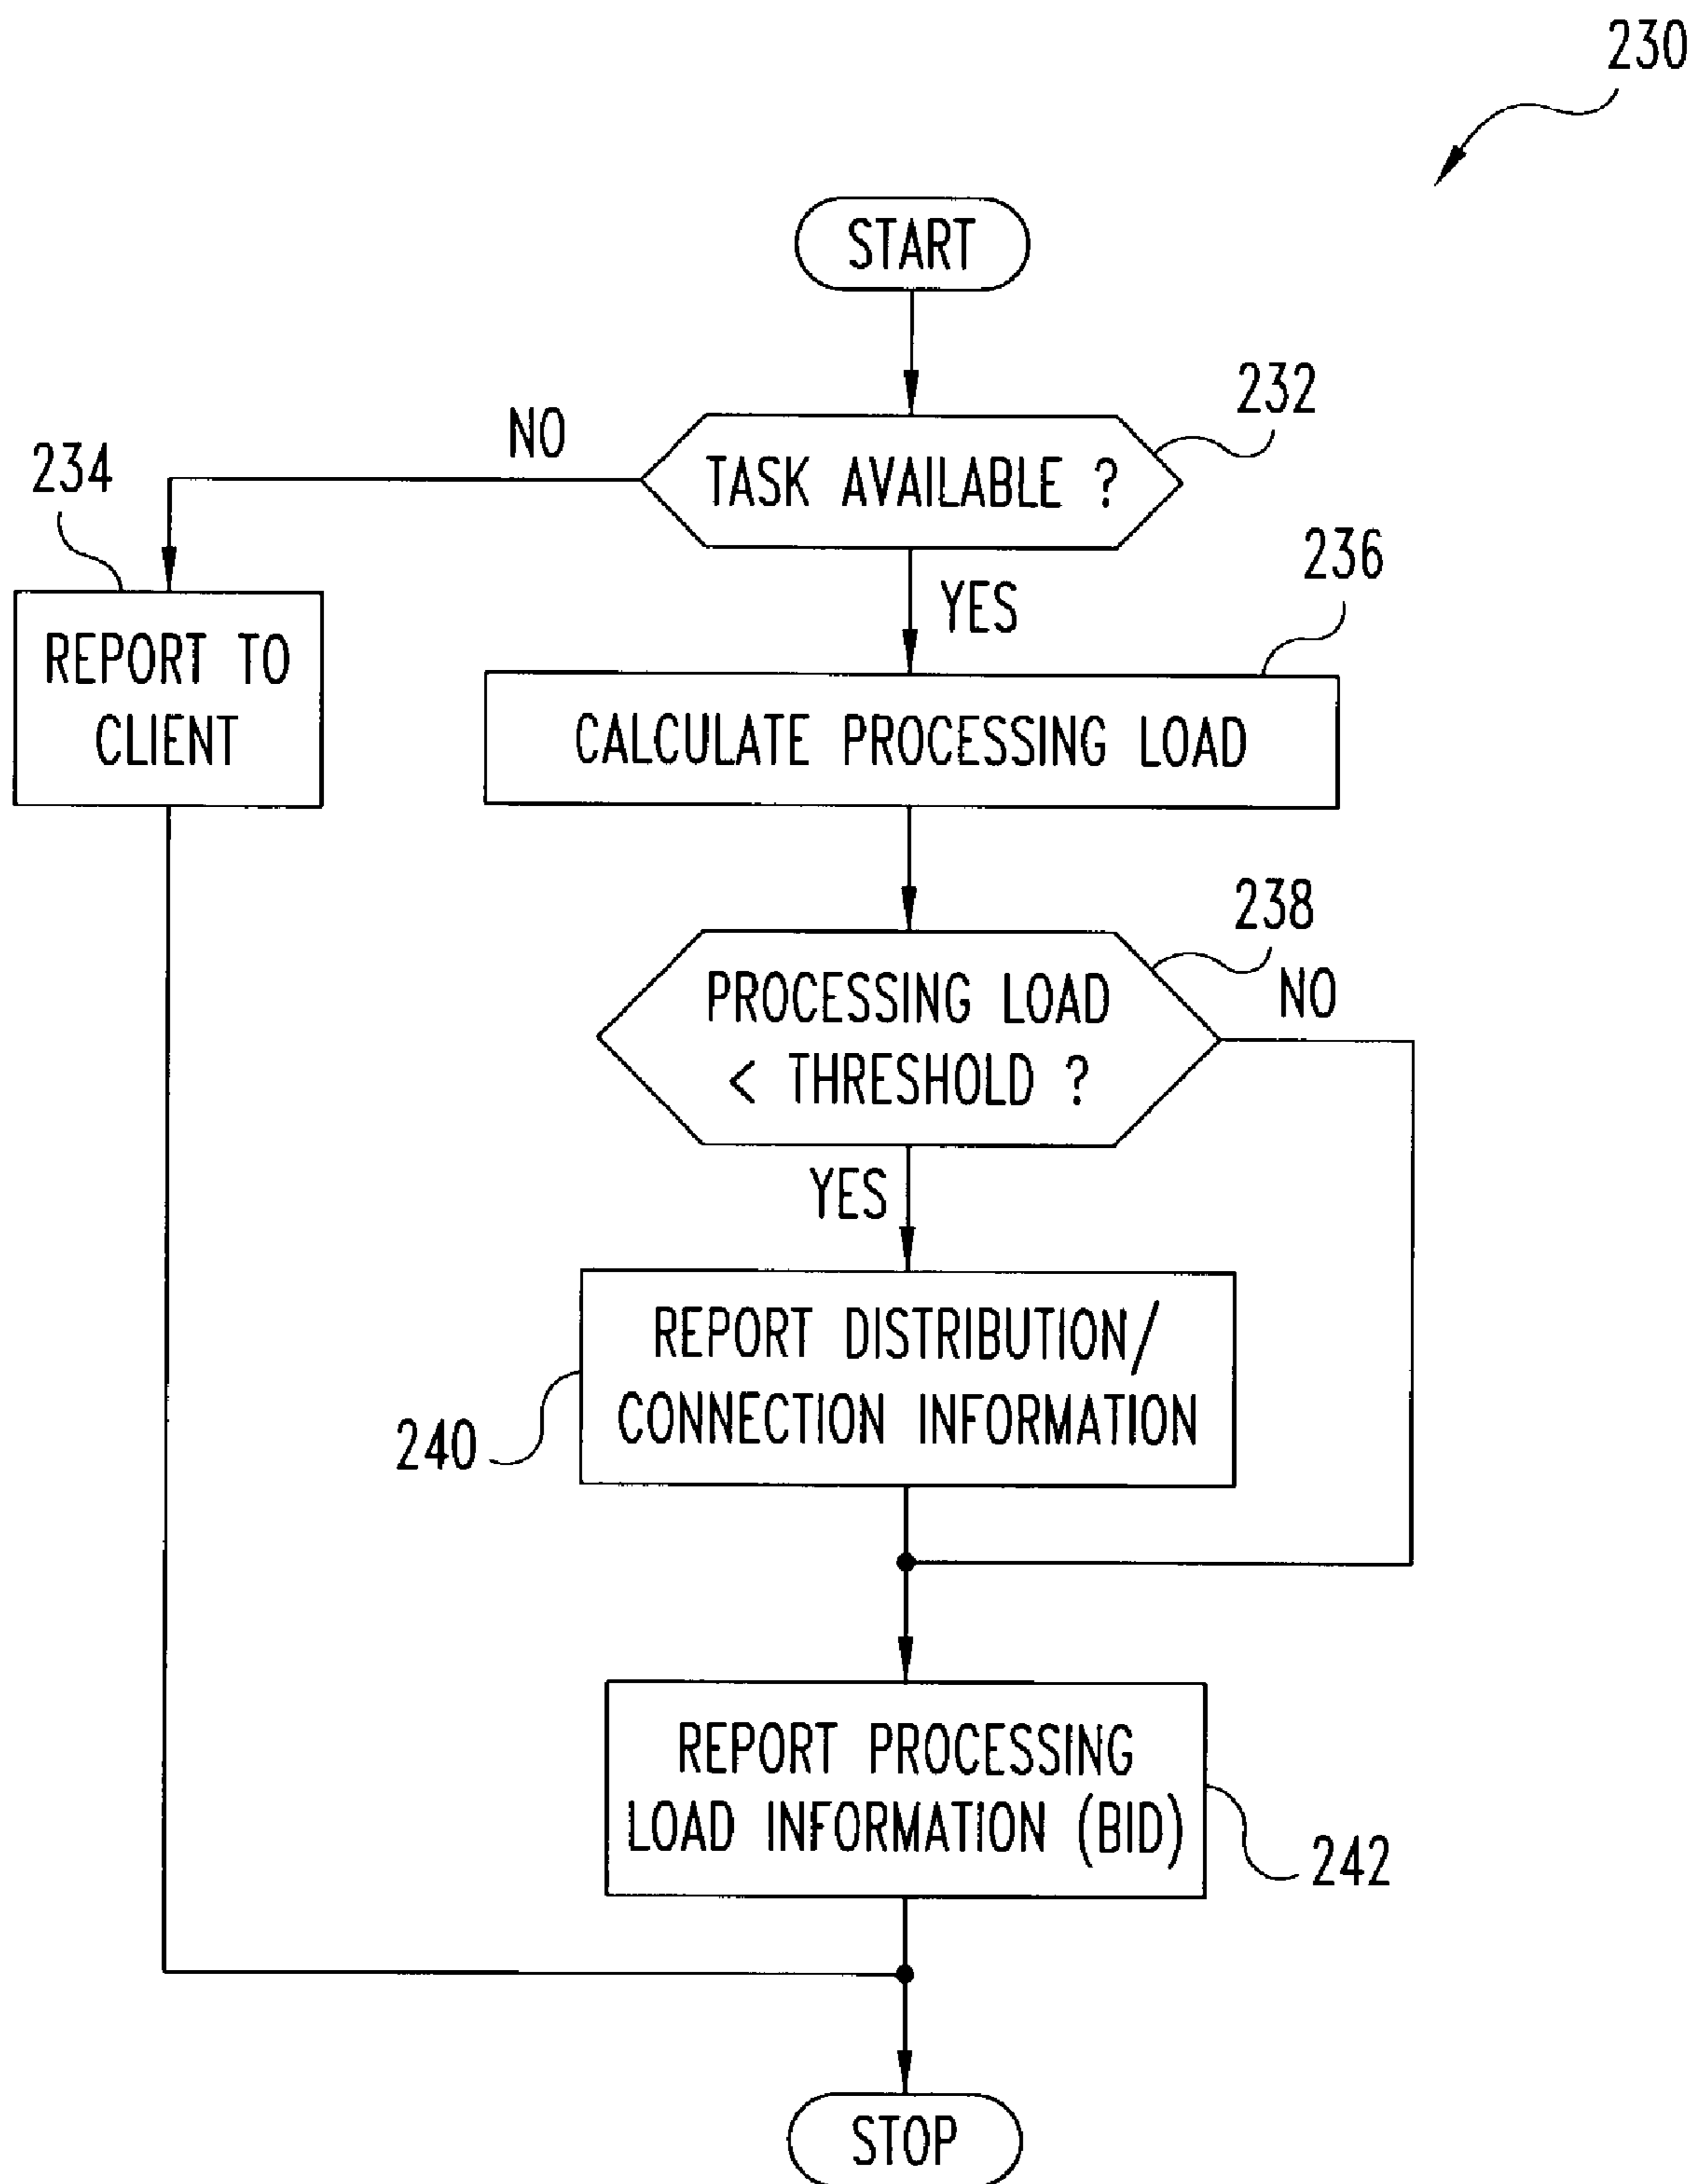 230
START
232
NO
TASK AVAILABLE ?
234
236
YES
REPORT TO
CLIENT
CALCULATE PROCESSING LOAD
238
NO
PROCESSING LOAD
< THRESHOLD ?
YES
REPORT DISTRIBUTION/
CONNECTION INFORMATION
240
REPORT PROCESSING
LOAD INFORMATION (BID)
242
STOP